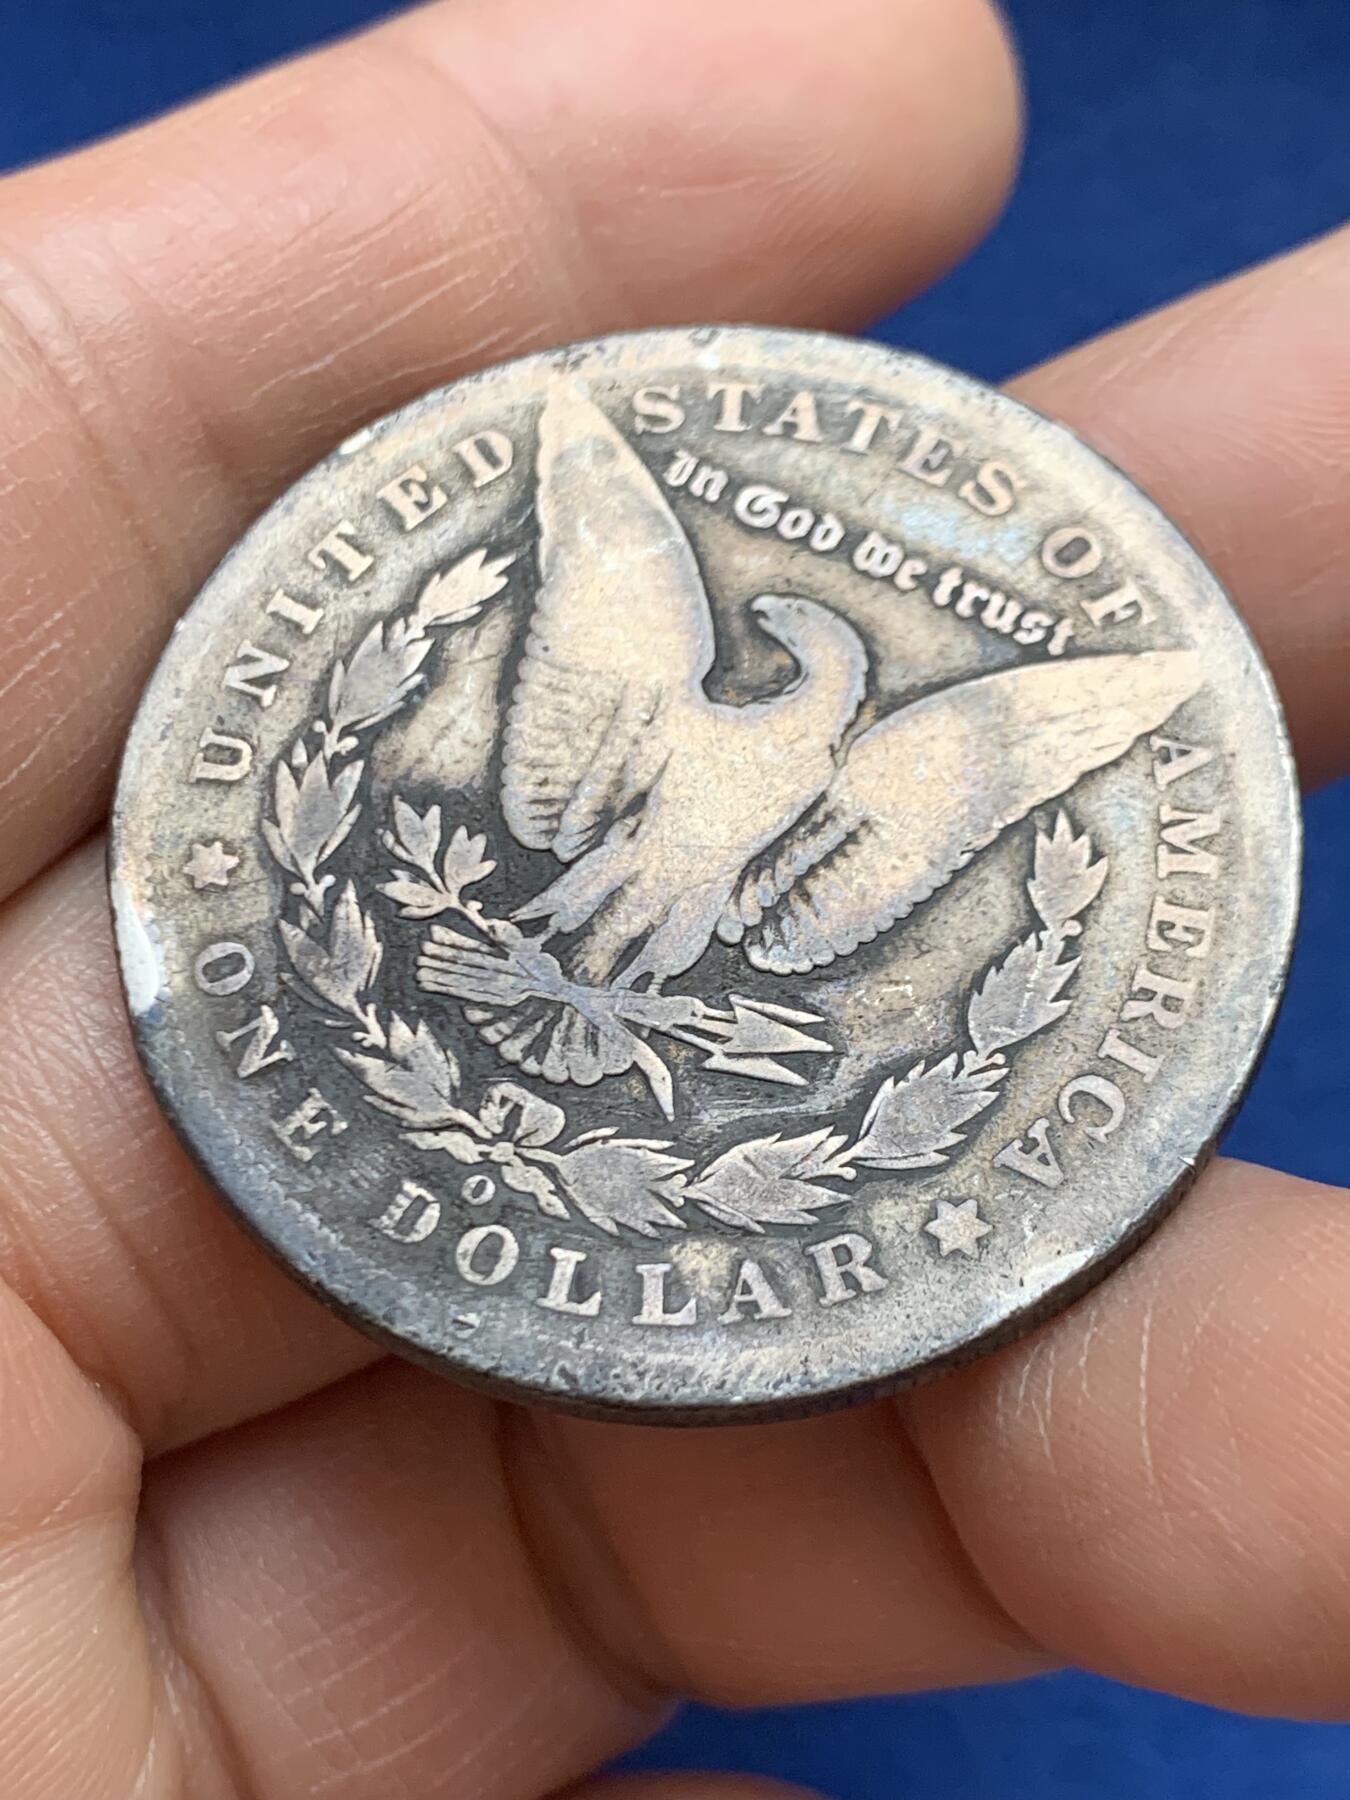 UNITED STATES OF AMERICA
In God we trust
O
ONE DOLLAR